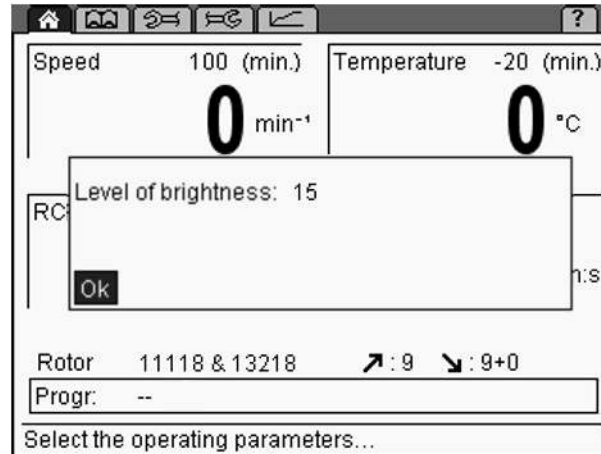 ?
Speed 100 (min.) Temperature -20 (min.)
0 min⁻¹ 0 °C
Level of brightness: 15
Ok
Rotor 11118 & 13218 ↗: 9 ↘: 9+0
Progr: --
Select the operating parameters...